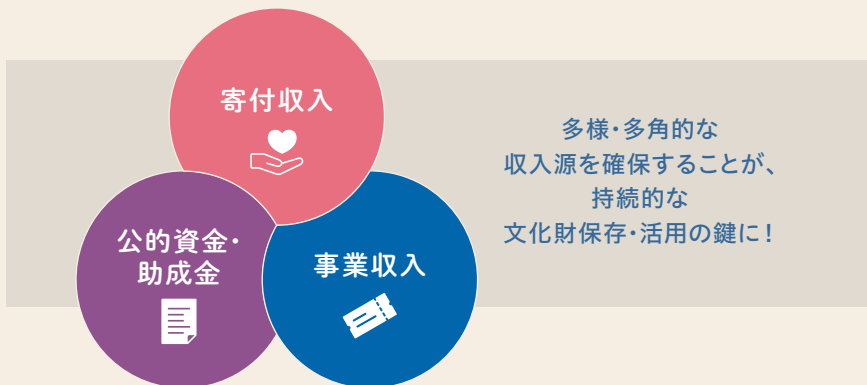 寄付収入
公的資金・
助成金
事業収入
多様・多角的な
収入源を確保することが、
持続的な
文化財保存・活用の鍵に！